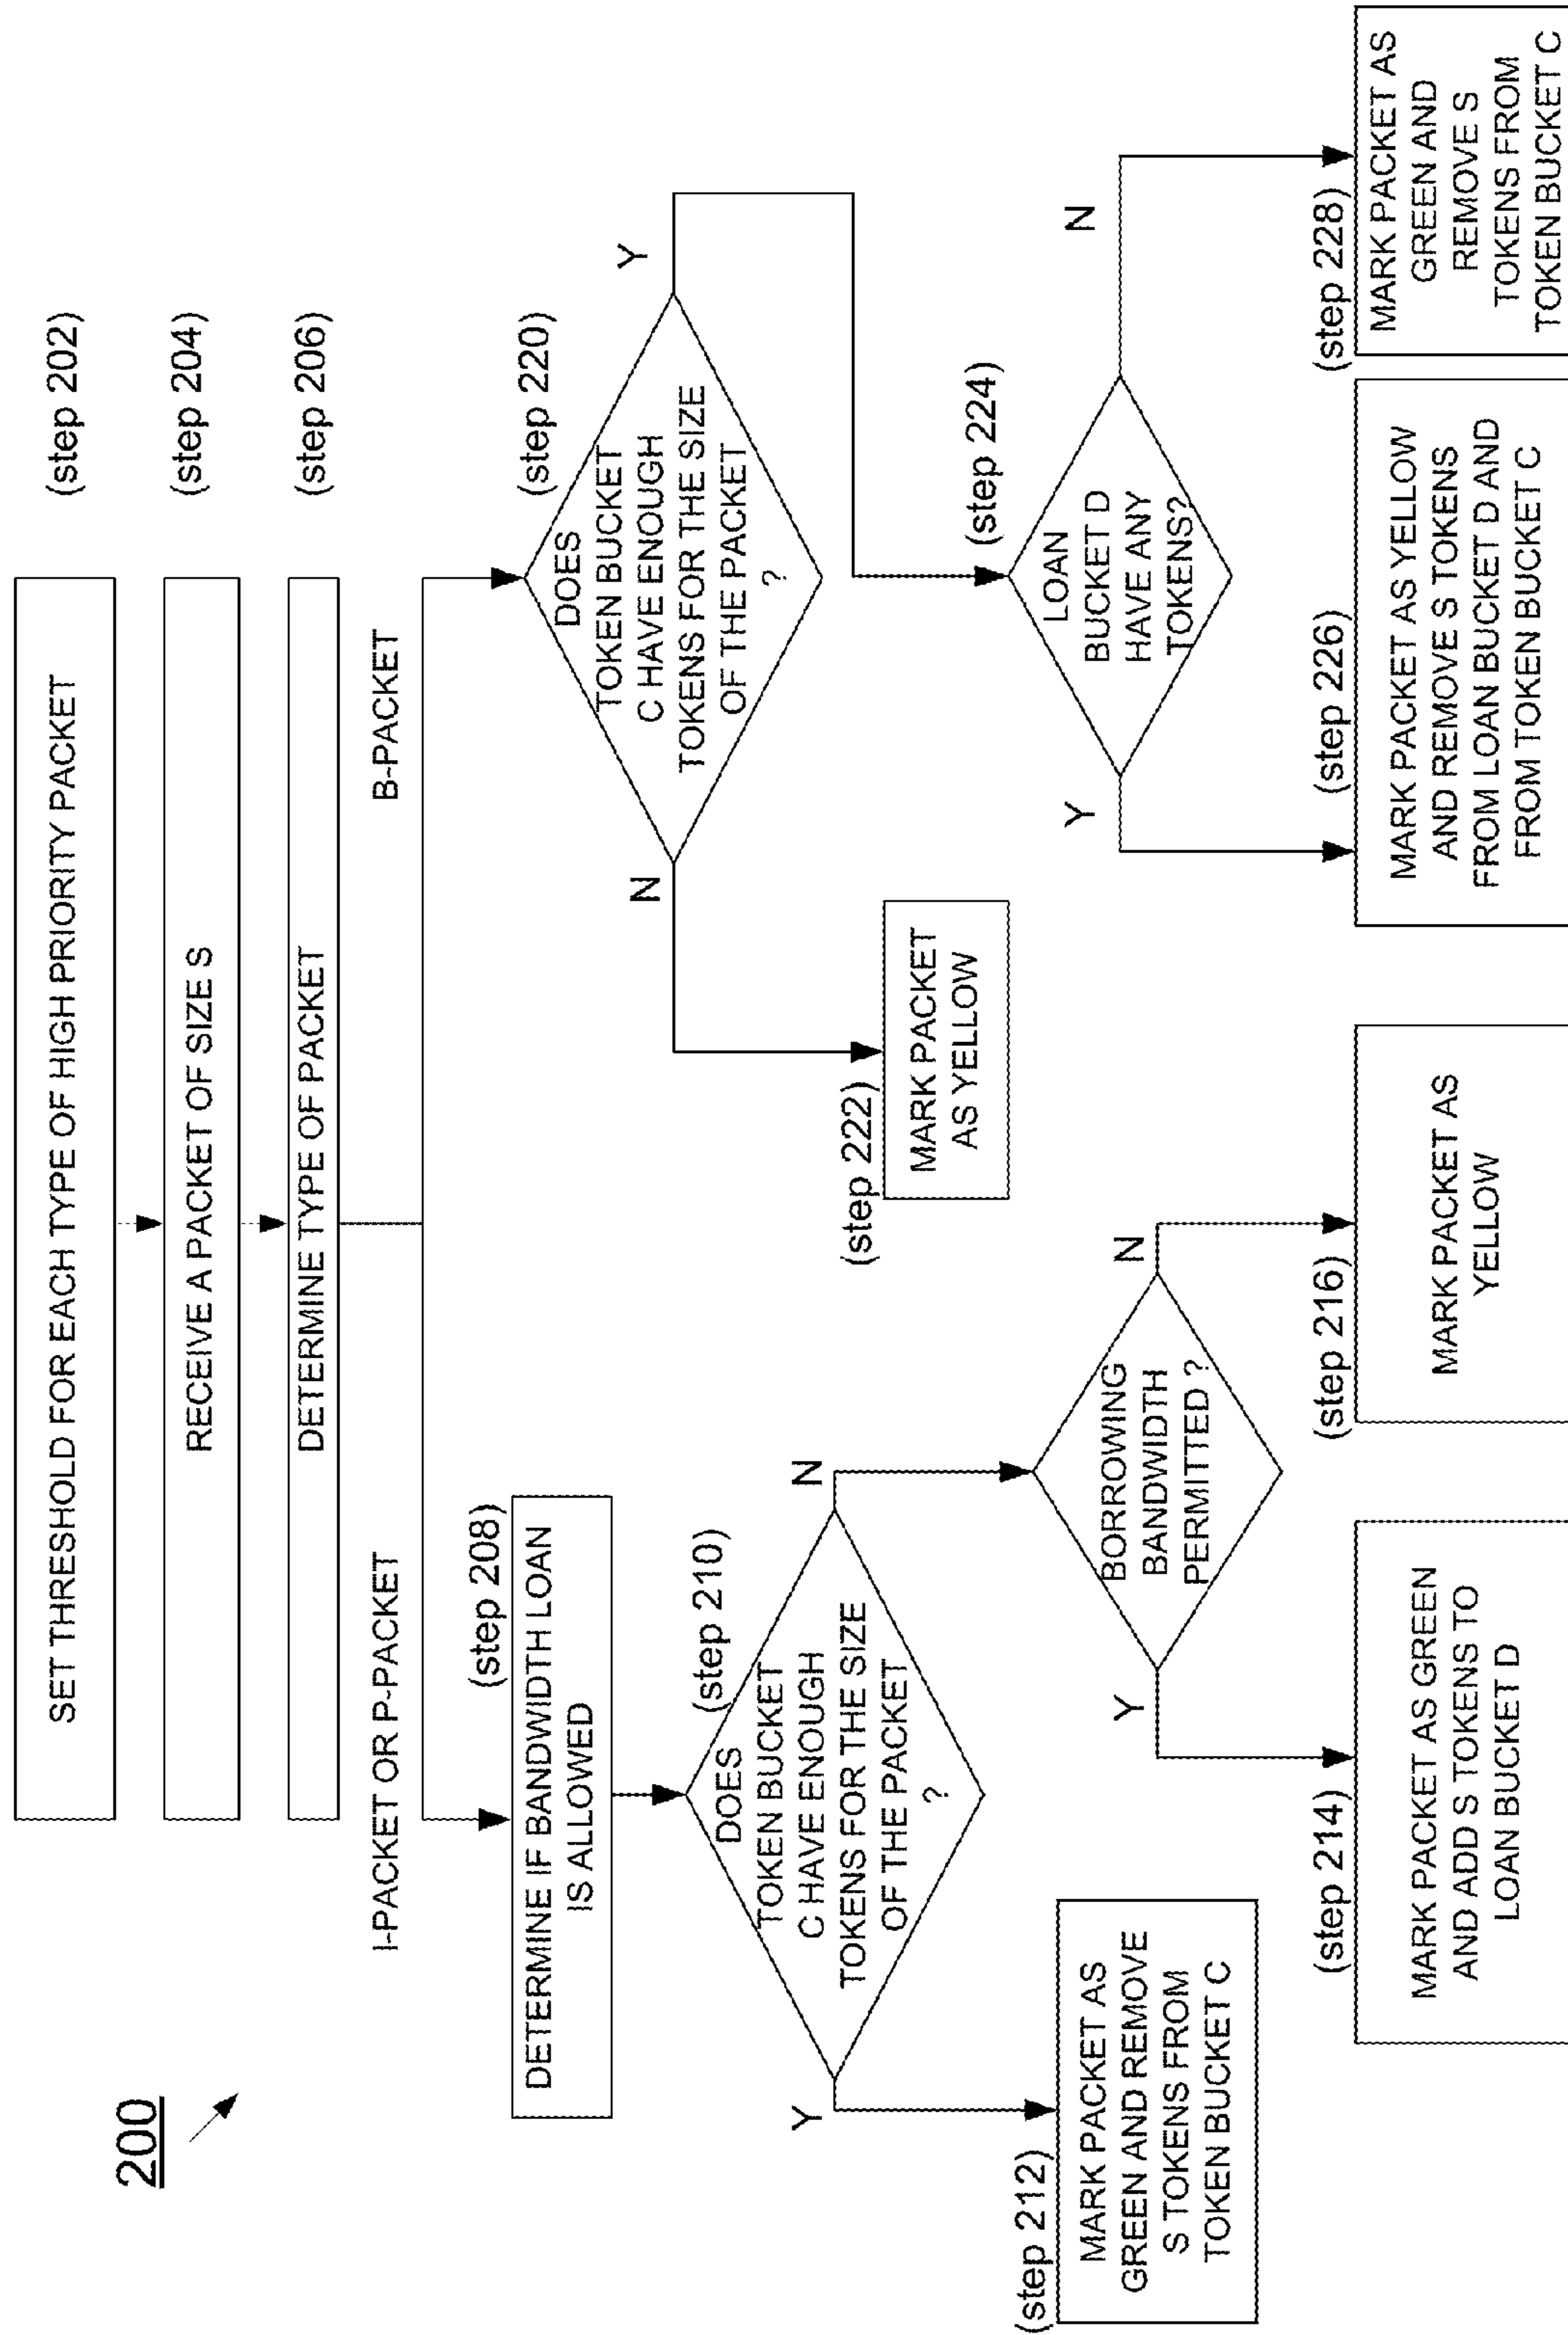 200
SET THRESHOLD FOR EACH TYPE OF HIGH PRIORITY PACKET
(step 202)
RECEIVE A PACKET OF SIZE S
(step 204)
DETERMINE TYPE OF PACKET
(step 206)
I-PACKET OR P-PACKET
B-PACKET
(step 208)
DETERMINE IF BANDWIDTH LOAN
IS ALLOWED
(step 210)
DOES
TOKEN BUCKET
C HAVE ENOUGH
TOKENS FOR THE SIZE
OF THE PACKET
?
Y
N
(step 212)
MARK PACKET AS
GREEN AND REMOVE
S TOKENS FROM
TOKEN BUCKET C
BORROWING
BANDWIDTH
PERMITTED ?
Y
N
(step 214)
MARK PACKET AS GREEN
AND ADD S TOKENS TO
LOAN BUCKET D
(step 216)
MARK PACKET AS
YELLOW
(step 220)
DOES
TOKEN BUCKET
C HAVE ENOUGH
TOKENS FOR THE SIZE
OF THE PACKET
?
N
Y
(step 222)
MARK PACKET
AS YELLOW
(step 224)
LOAN
BUCKET D
HAVE ANY
TOKENS?
Y
N
(step 226)
MARK PACKET AS YELLOW
AND REMOVE S TOKENS
FROM LOAN BUCKET D AND
FROM TOKEN BUCKET C
(step 228)
MARK PACKET AS
GREEN AND
REMOVE S
TOKENS FROM
TOKEN BUCKET C